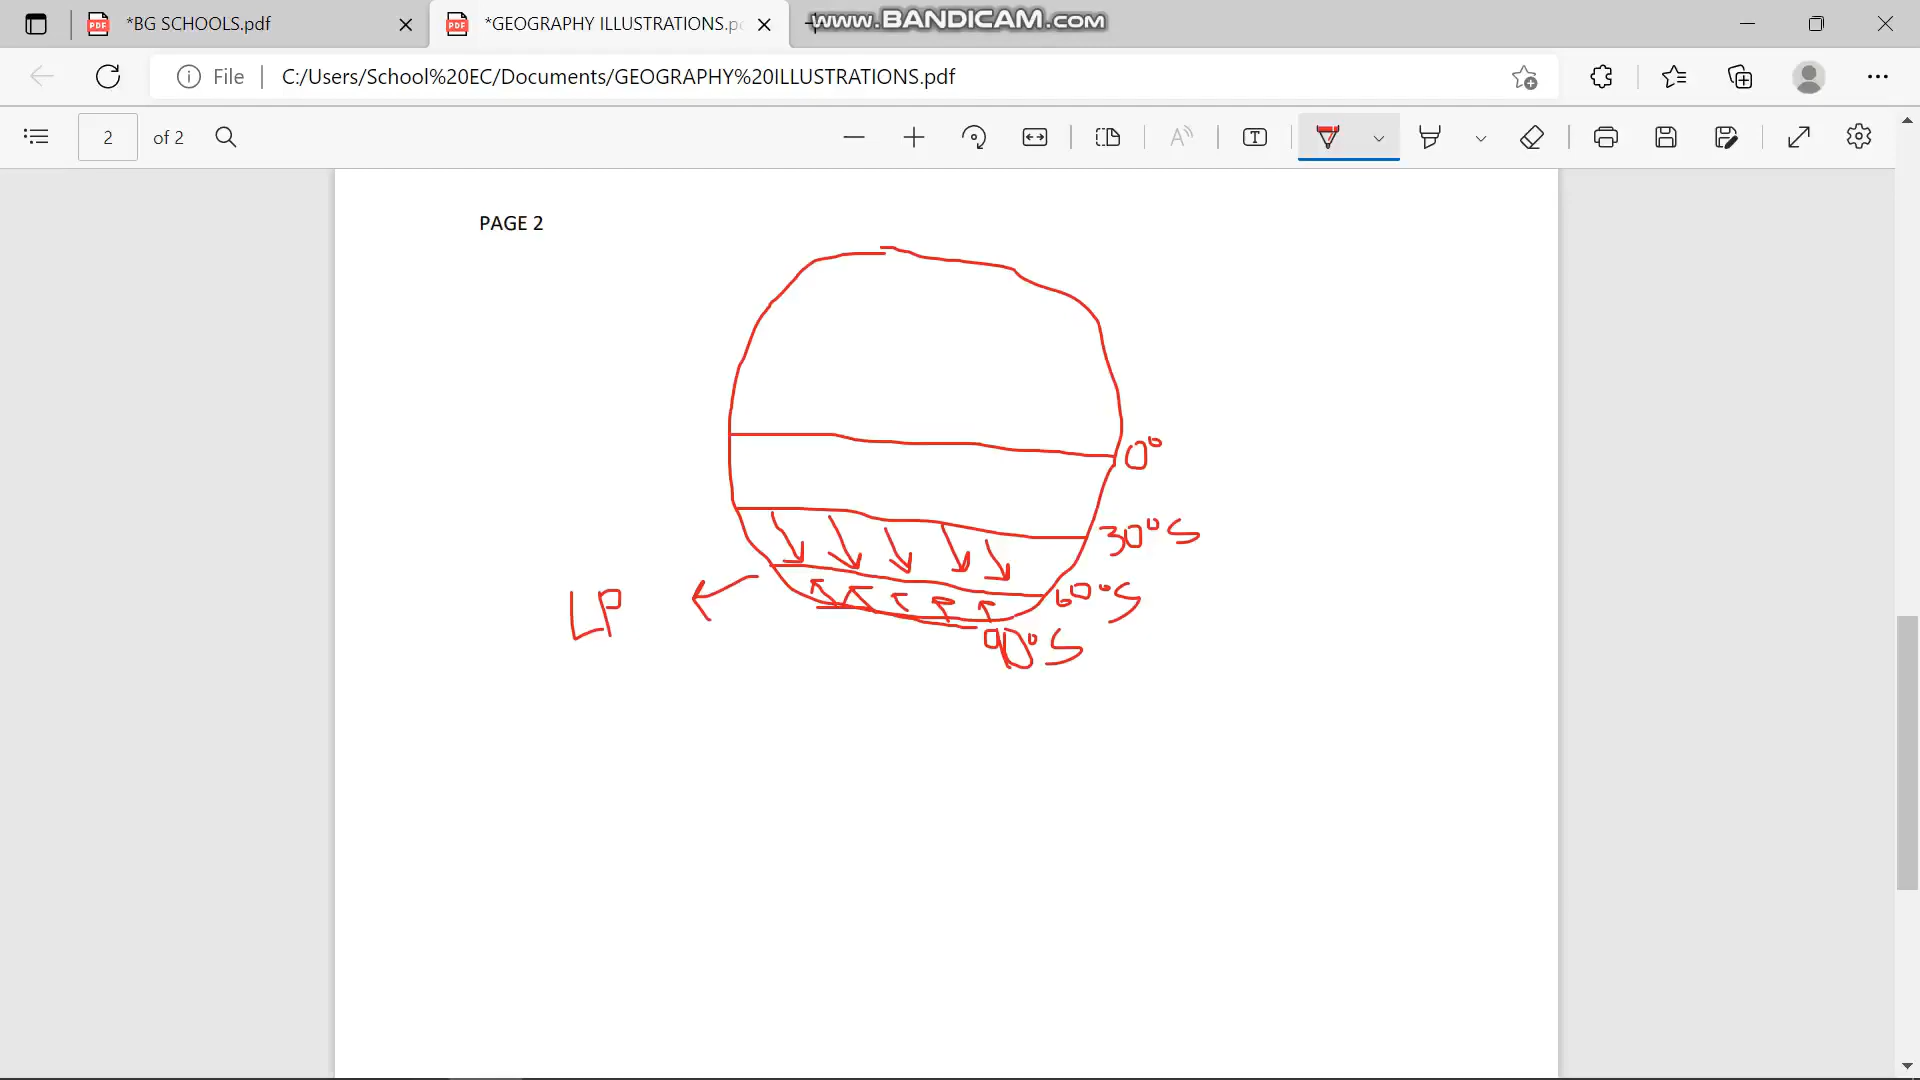 *BG SCHOOLS.pdf
*GEOGRAPHY ILLUSTRATIONS.p
www.BANDICAM.com
File
C:/Users/School%20EC/Documents/GEOGRAPHY%20ILLUSTRATIONS.pdf
2 of 2
PAGE 2
0°
30°S
60°S
LP
90°S